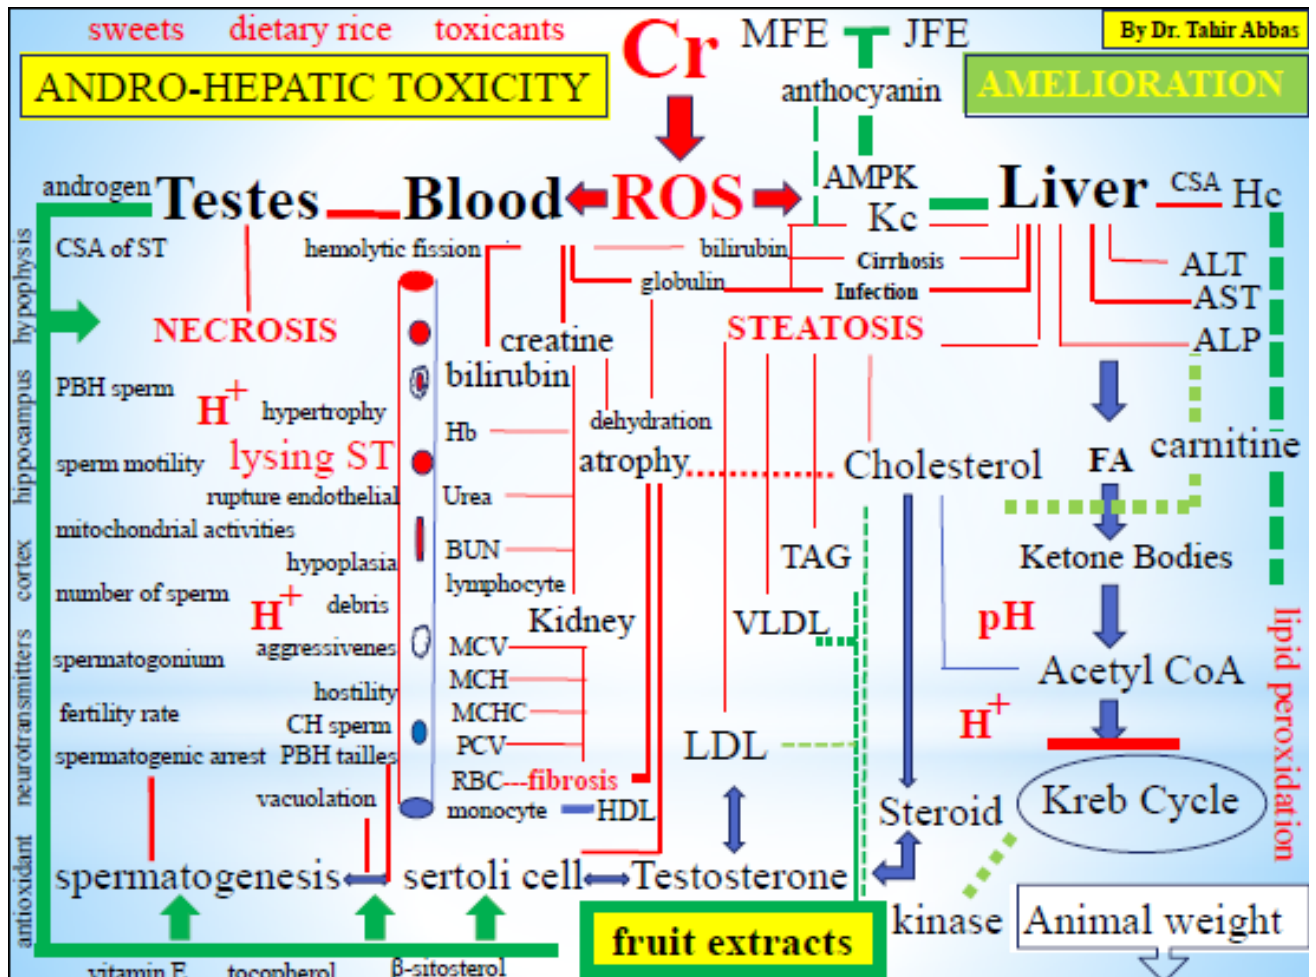 sweets dietary rice toxicants
Cr
MFE JFE
By Dr. Tahir Abbas
ANDRO-HEPATIC TOXICITY
anthocyanin
AMELIORATION
androgen
Testes
Blood
ROS
AMPK
Kc
Liver
CSA
Hc
CSA of ST
hemolytic fission
bilirubin
Cirrhosis
globulin
Infection
ALT
AST
ALP
NECROSIS
creatine
bilirubin
STEATOSIS
PBH sperm
H+
hypertrophy
Hb
dehydration
sperm motility
lysing ST
atrophy
Cholesterol
FA
carnitine
rupture endothelial
Urea
mitochondrial activities
hypoplasia
BUN
lymphocyte
TAG
Ketone Bodies
number of sperm
H+
debris
Kidney
VLDL
pH
aggressivenes
MCV
spermatogonium
MCH
Acetyl CoA
hostility
fertility rate
CH sperm
MCHC
H+
spermatogenic arrest
PBH tailles
PCV
LDL
RBC---fibrosis
vacuolation
monocyte
HDL
Steroid
Kreb Cycle
spermatogenesis
sertoli cell
Testosterone
kinase
Animal weight
fruit extracts
vitamin E
tocopherol
β-sitosterol
hypophysis
hippocampus
cortex
neurotransmitters
antioxidant
lipid peroxidation